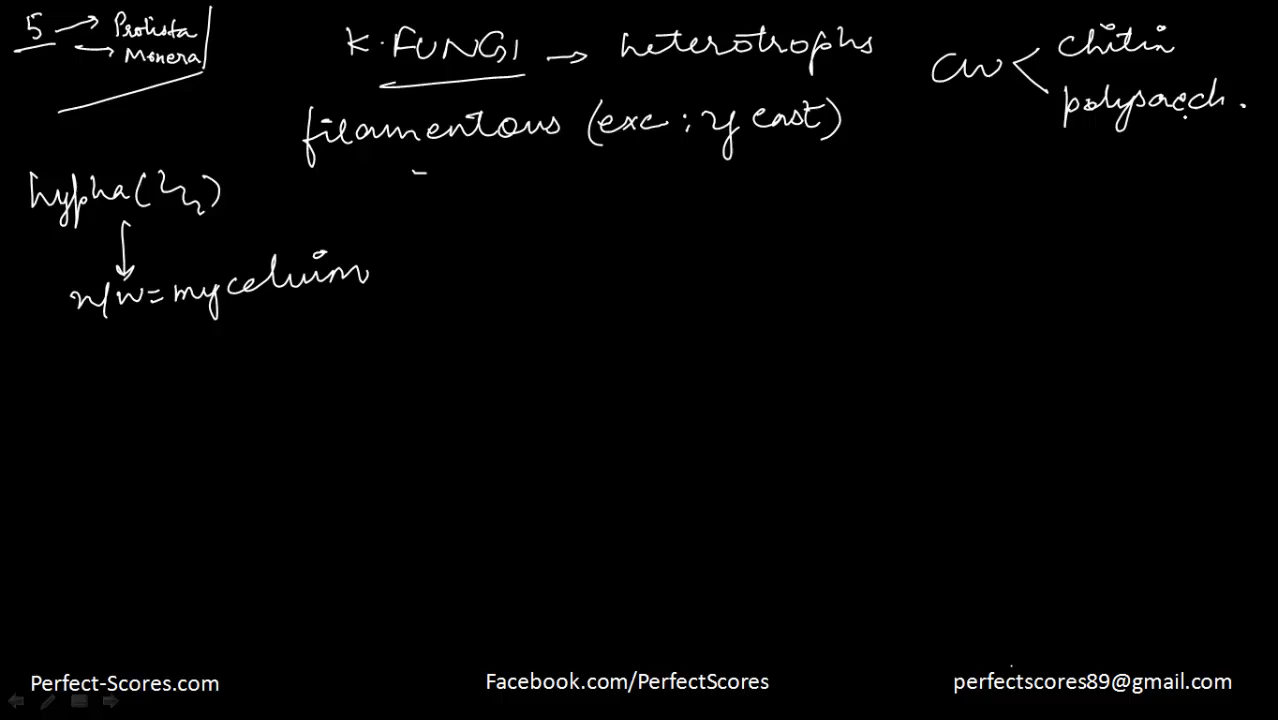 5 → Protista
→ Monera
K. FUNGI → heterotrophs
CW < chitin
polysacch.
filamentous (exc : yeast)
hypha ( )
n/w = mycelium
Perfect-Scores.com
Facebook.com/PerfectScores
perfectscores89@gmail.com